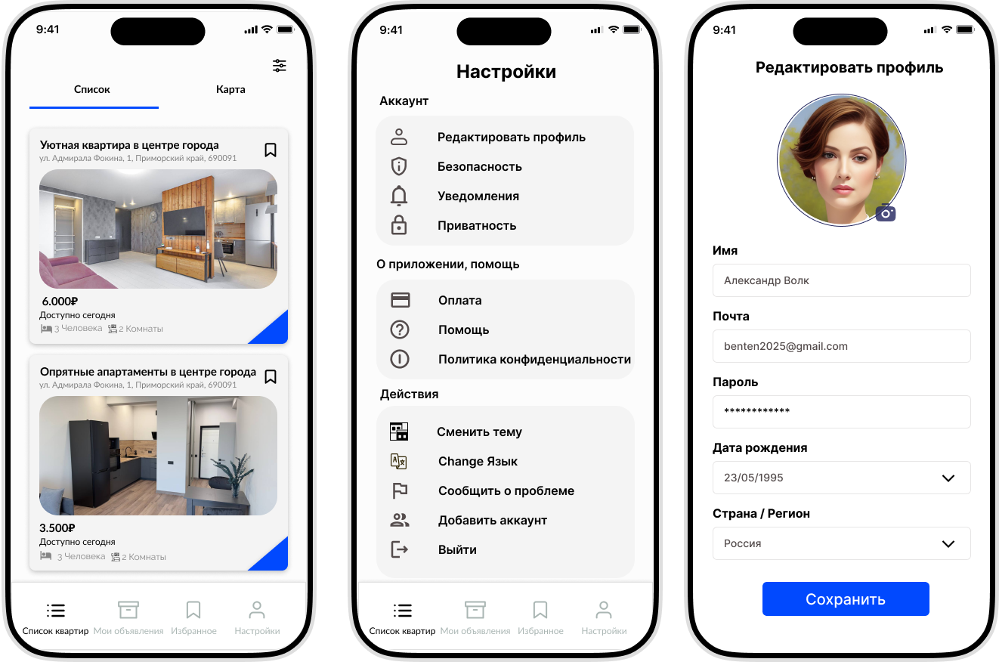 9:41
Список
Карта
Уютная квартира в центре города
ул. Адмирала Фокина, 1, Приморский край, 690091
6.000₽
Доступно сегодня
3 Человека 2 Комнаты
Опрятные апартаменты в центре города
ул. Адмирала Фокина, 1, Приморский край, 690091
3.500₽
Доступно сегодня
3 Человека 2 Комнаты
Список квартир Мои объявления Избранное Настройки
9:41
Настройки
Аккаунт
Редактировать профиль
Безопасность
Уведомления
Приватность
О приложении, помощь
Оплата
Помощь
Политика конфиденциальности
Действия
Сменить тему
Change Язык
Сообщить о проблеме
Добавить аккаунт
Выйти
Список квартир Мои объявления Избранное Настройки
9:41
Редактировать профиль
Имя
Александр Волк
Почта
benten2025@gmail.com
Пароль
************
Дата рождения
23/05/1995
Страна / Регион
Россия
Сохранить